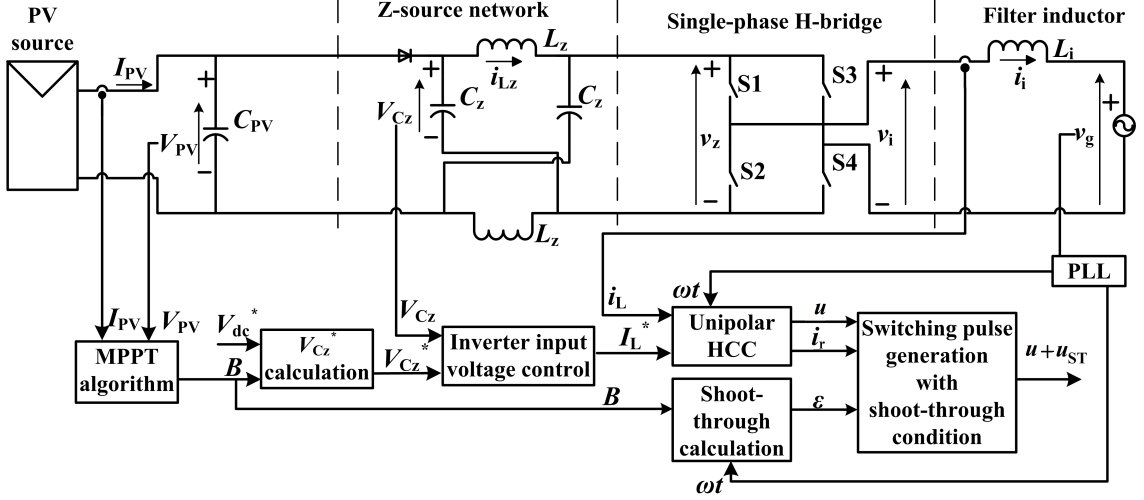 PV
source
Z-source network
Single-phase H-bridge
Filter inductor
I_PV
L_z
i_Lz
L_i
i_i
S1
S3
+
+
+
+
+
C_z
C_z
V_Cz
C_PV
V_PV
v_z
v_i
v_g
S2
S4
−
−
−
−
L_z
PLL
ωt
i_L
I_PV
V_PV
V_dc*
V_Cz
I_L*
u
i_r
MPPT
algorithm
V_Cz*
calculation
V_Cz*
Inverter input
voltage control
Unipolar
HCC
Switching pulse
generation
with
shoot-through
condition
u+u_ST
B
B
Shoot-
through
calculation
ε
ωt